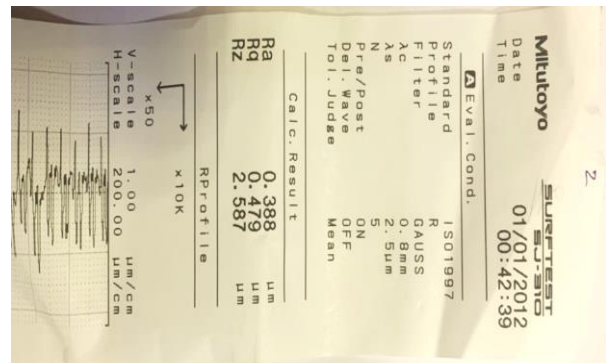 2
Mitutoyo SURFTEST
SJ-310
Date 01/01/2012
Time 00:42:39
A Eval. Cond.
Standard ISO1997
Profile R
Filter GAUSS
λc 0.8mm
λs 2.5µm
N 5
Pre/Post ON
Del. Wave OFF
Tol. Judge Mean
Calc. Result
Ra 0.388 µm
Rq 0.479 µm
Rz 2.587 µm
RProfile
×10K
×50
V-scale 1.00 µm/cm
H-scale 200.00 µm/cm